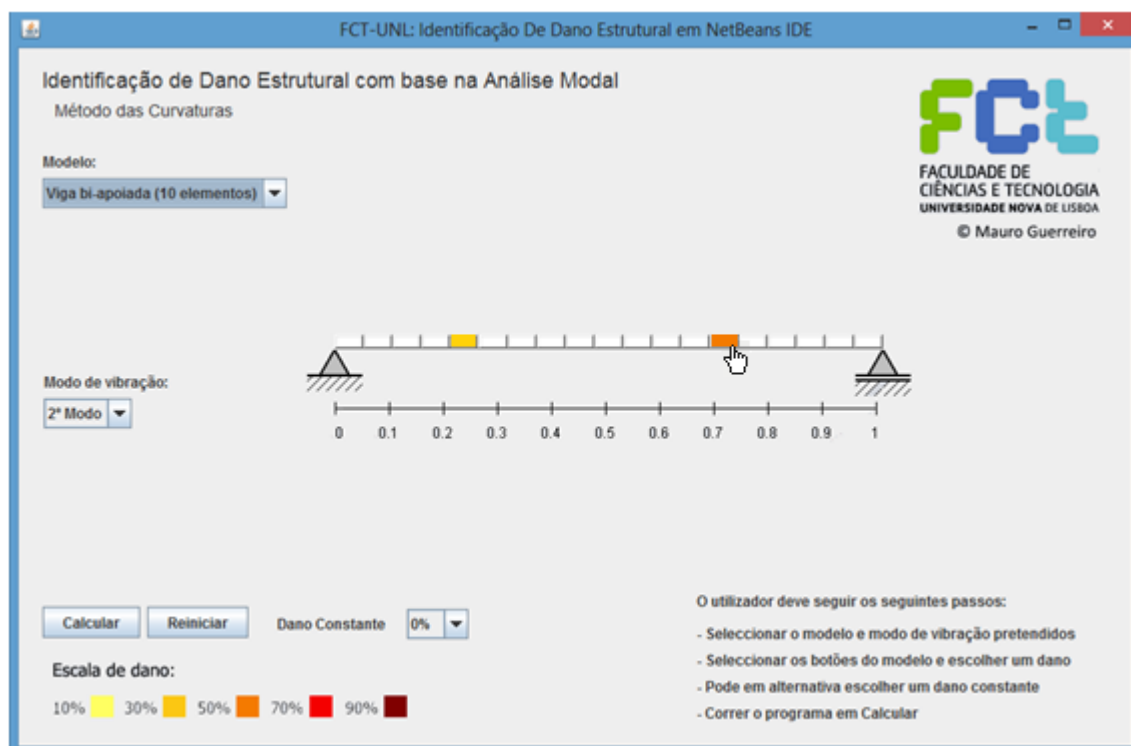 FCT-UNL: Identificação De Dano Estrutural em NetBeans IDE
Identificação de Dano Estrutural com base na Análise Modal
Método das Curvaturas
FCt
FACULDADE DE
CIÊNCIAS E TECNOLOGIA
UNIVERSIDADE NOVA DE LISBOA
© Mauro Guerreiro
Modelo:
Viga bi-apoiada (10 elementos)
Modo de vibração:
2º Modo
0 0.1 0.2 0.3 0.4 0.5 0.6 0.7 0.8 0.9 1
Calcular Reiniciar Dano Constante 0%
Escala de dano:
10% 30% 50% 70% 90%
O utilizador deve seguir os seguintes passos:
- Seleccionar o modelo e modo de vibração pretendidos
- Seleccionar os botões do modelo e escolher um dano
- Pode em alternativa escolher um dano constante
- Correr o programa em Calcular